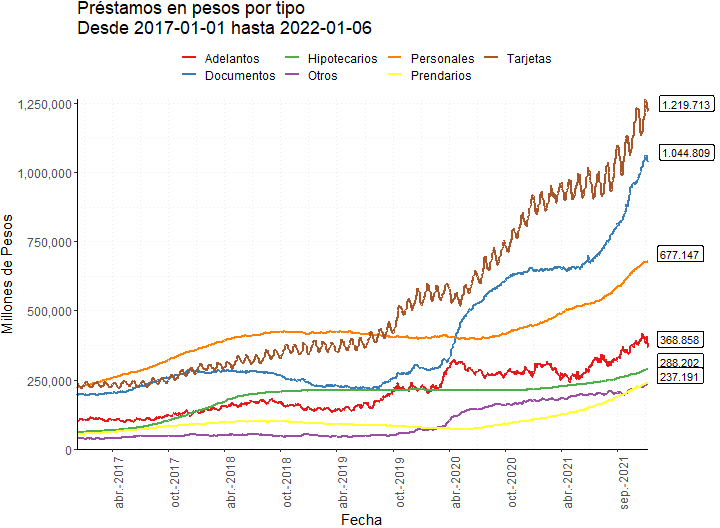 Préstamos en pesos por tipo
Desde 2017-01-01 hasta 2022-01-06
Adelantos Hipotecarios Personales Tarjetas
Documentos Otros Prendarios
1,250,000
1,000,000
750,000
500,000
250,000
0
Millones de Pesos
1.219.713
1.044.809
677.147
368.858
288.202
237.191
abr.-2017
oct.-2017
abr.-2018
oct.-2018
abr.-2019
oct.-2019
abr.-2020
oct.-2020
abr.-2021
sep.-2021
Fecha